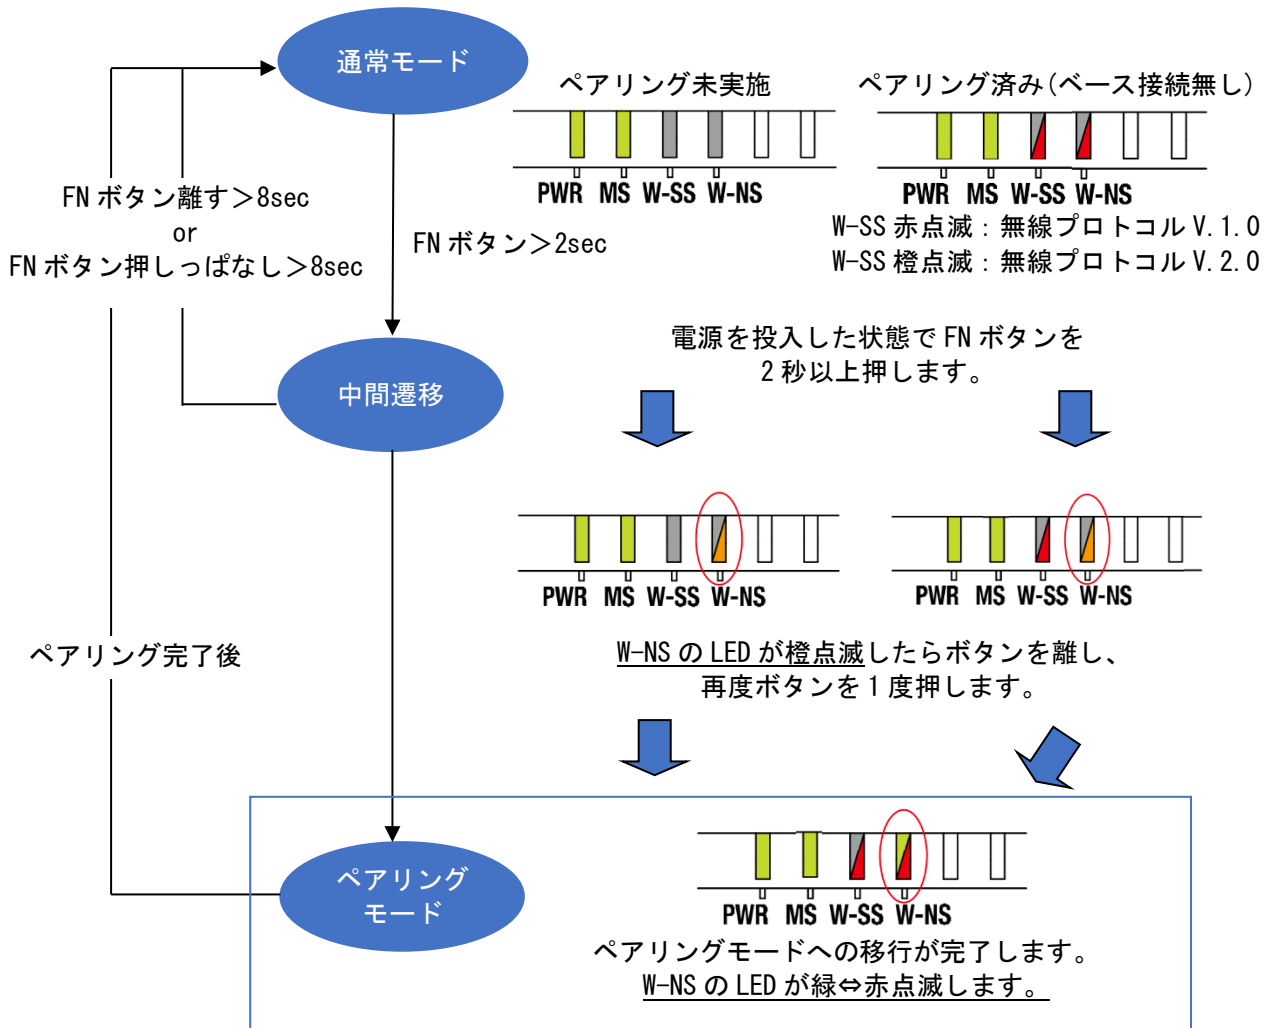 通常モード
ペアリング未実施
ペアリング済み(ベース接続無し)
PWR MS W-SS W-NS
PWR MS W-SS W-NS
W-SS 赤点滅：無線プロトコル V.1.0
W-SS 橙点滅：無線プロトコル V.2.0
FN ボタン離す＞8sec
or
FN ボタン押しっぱなし＞8sec
FN ボタン＞2sec
電源を投入した状態で FN ボタンを
2 秒以上押します。
中間遷移
PWR MS W-SS W-NS
PWR MS W-SS W-NS
W-NS の LED が橙点滅したらボタンを離し、
再度ボタンを 1 度押します。
ペアリング完了後
ペアリング
モード
PWR MS W-SS W-NS
ペアリングモードへの移行が完了します。
W-NS の LED が緑⇔赤点滅します。